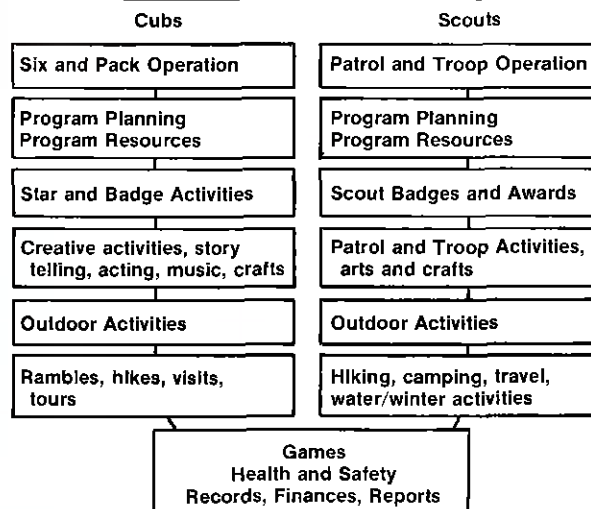 Cubs
Six and Pack Operation
Program Planning
Program Resources
Star and Badge Activities
Creative activities, story
telling, acting, music, crafts
Outdoor Activities
Rambles, hikes, visits,
tours
Scouts
Patrol and Troop Operation
Program Planning
Program Resources
Scout Badges and Awards
Patrol and Troop Activities,
arts and crafts
Outdoor Activities
Hiking, camping, travel,
water/winter activities
Games
Health and Safety
Records, Finances, Reports